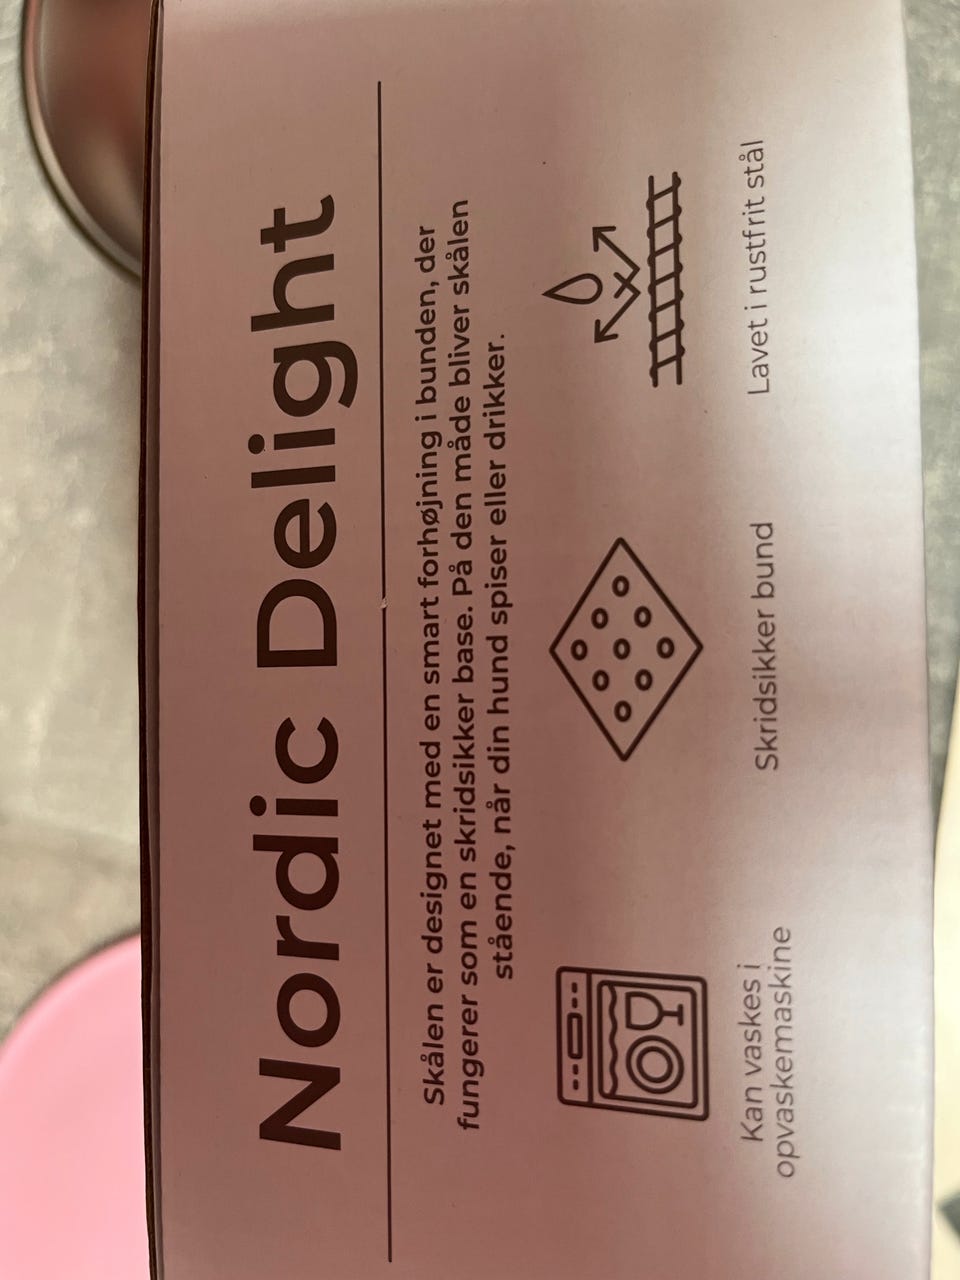 Nordic Delight
Skålen er designet med en smart forhøjning i bunden, der
fungerer som en skridsikker base. På den måde bliver skålen
stående, når din hund spiser eller drikker.
Kan vaskes i
opvaskemaskine
Skridsikker bund
Lavet i rustfrit stål